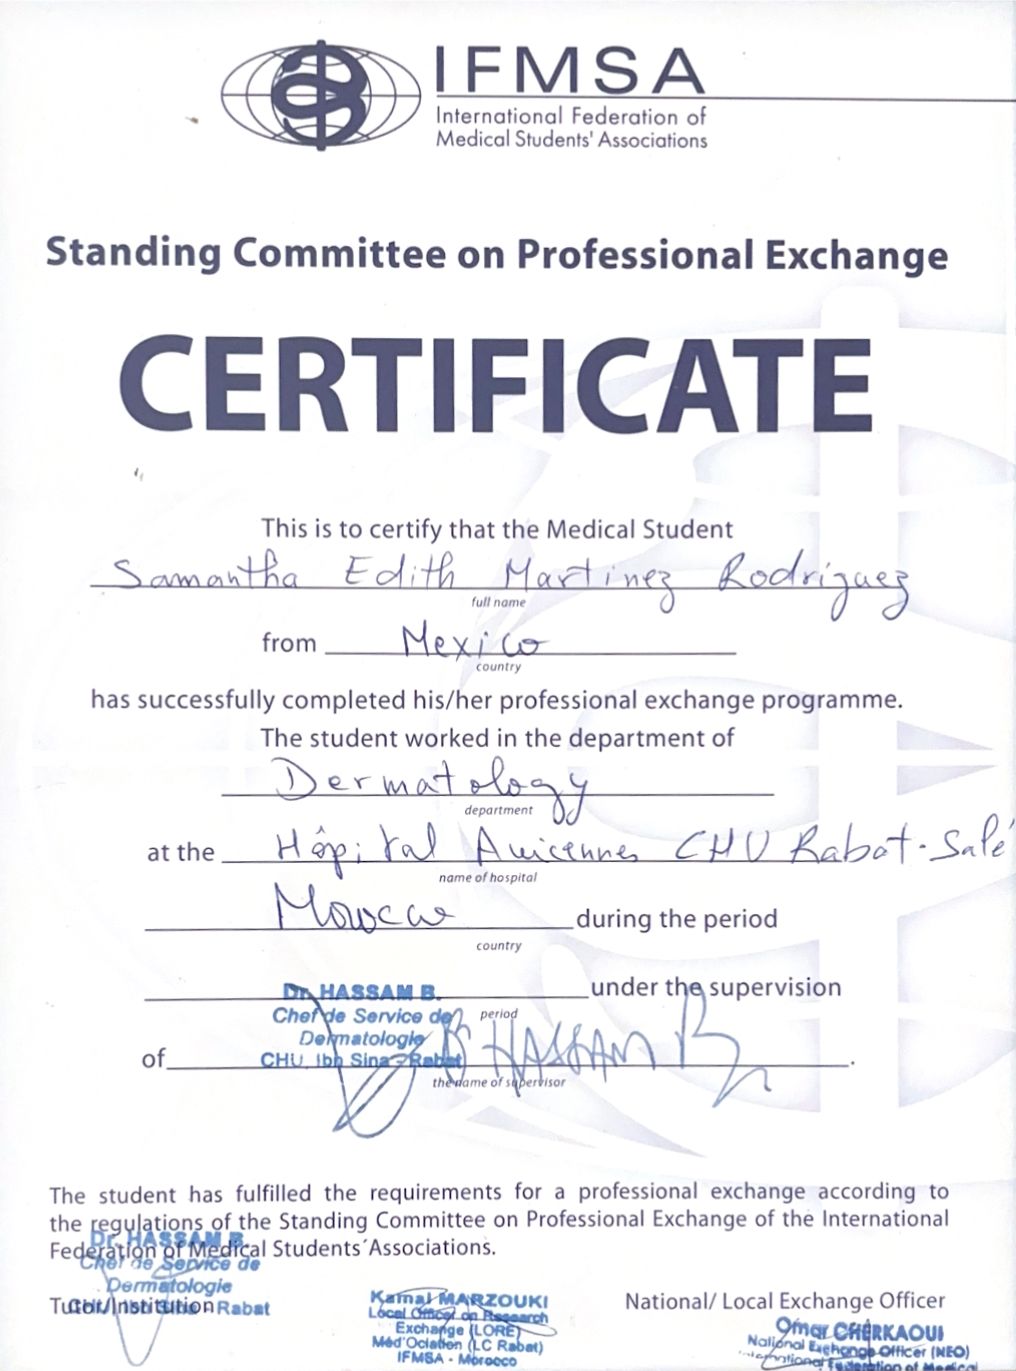 IFMSA
International Federation of
Medical Students' Associations
Standing Committee on Professional Exchange
CERTIFICATE
This is to certify that the Medical Student
Samantha Edith Martinez Rodriguez
full name
from Mexico
country
has successfully completed his/her professional exchange programme.
The student worked in the department of
Dermatology
department
at the Hôpital Avicennes CHU Rabat-Salé
name of hospital
Morocco during the period
country
under the supervision
period
Dr. HASSAM B.
Chef de Service de
Dermatologie
CHU. Ibn Sina - Rabat
of HASSAM B
the name of supervisor
The student has fulfilled the requirements for a professional exchange according to
the regulations of the Standing Committee on Professional Exchange of the International
Federation of Medical Students´Associations.
Dr. HASSAM B.
Chef de Service de
Dermatologie
Rabat
Tutor/Institution
Kamal MARZOUKI
Local Officer on Research
Exchange (LORE)
Med'Ociation (LC Rabat)
IFMSA - Morocco
National/ Local Exchange Officer
Omar CHERKAOUI
National Exchange Officer (NEO)
International Federation of Medical